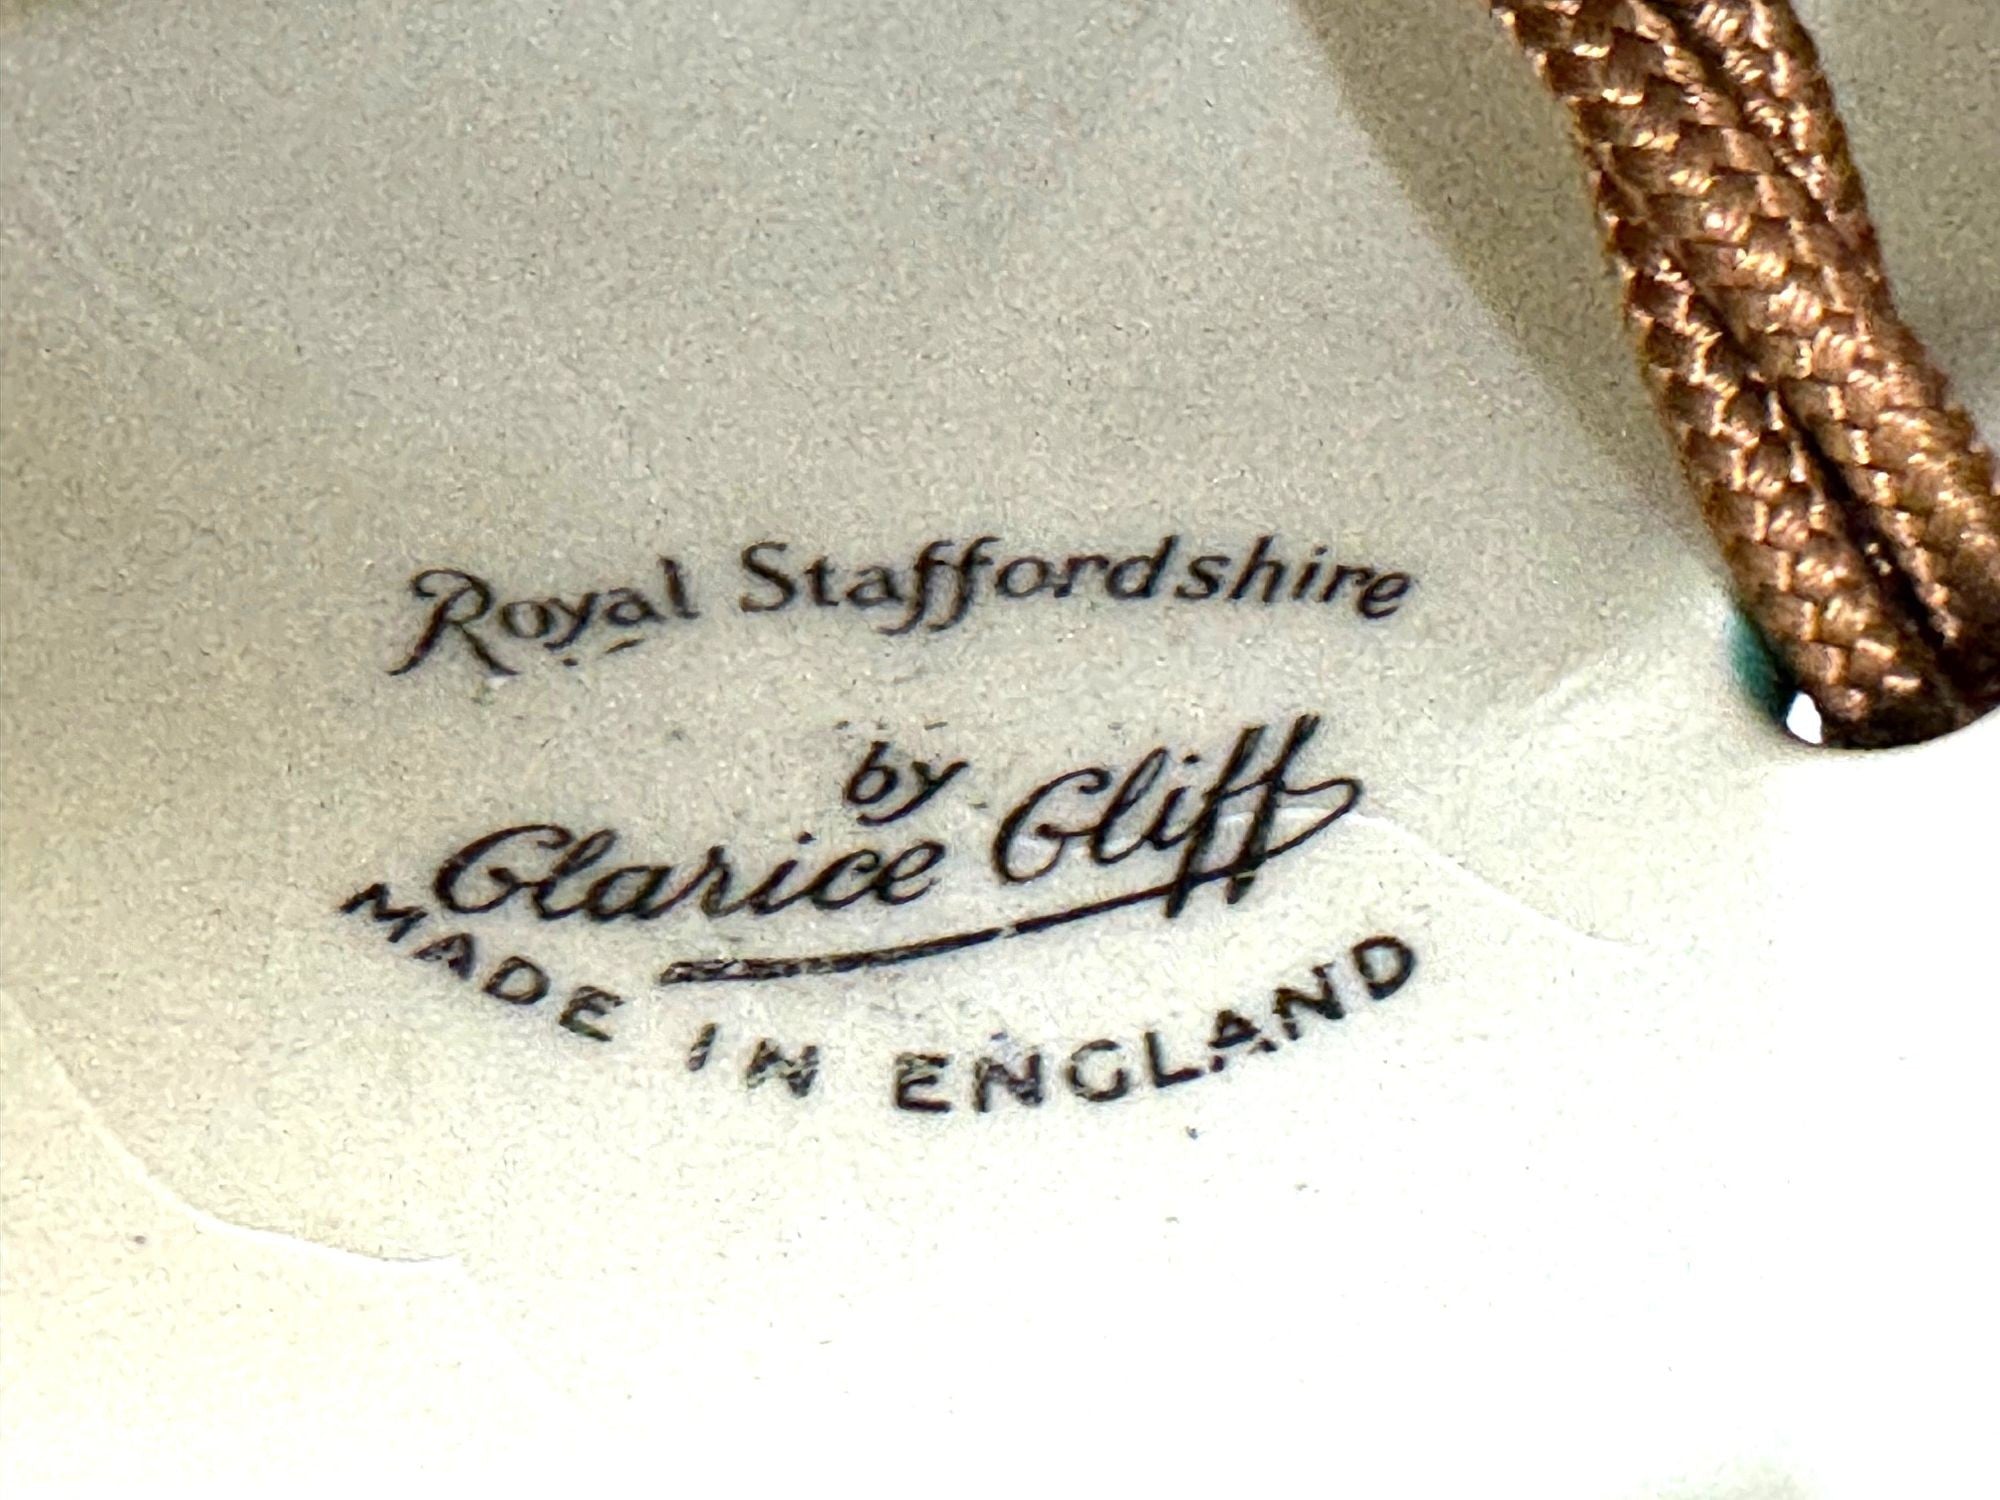 Royal Staffordshire
by
Clarice Cliff
MADE IN ENGLAND